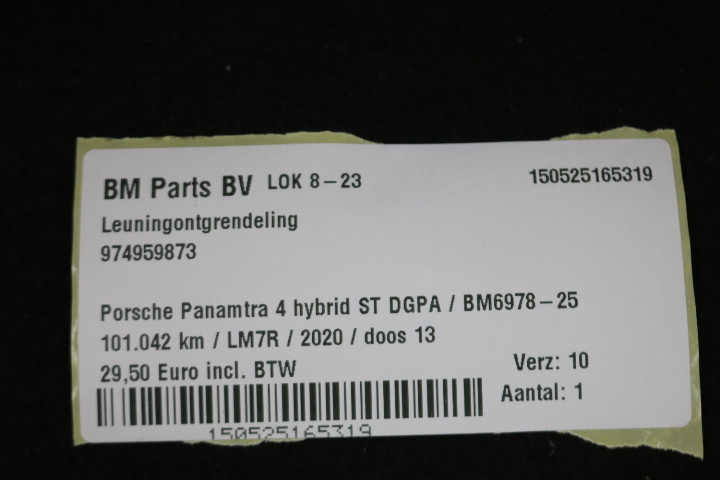 BM Parts BV LOK 8-23 150525165319
Leuningontgrendeling
974959873
Porsche Panamtra 4 hybrid ST DGPA / BM6978-25
101.042 km / LM7R / 2020 / doos 13
29,50 Euro incl. BTW Verz: 10
Aantal: 1
150525165319